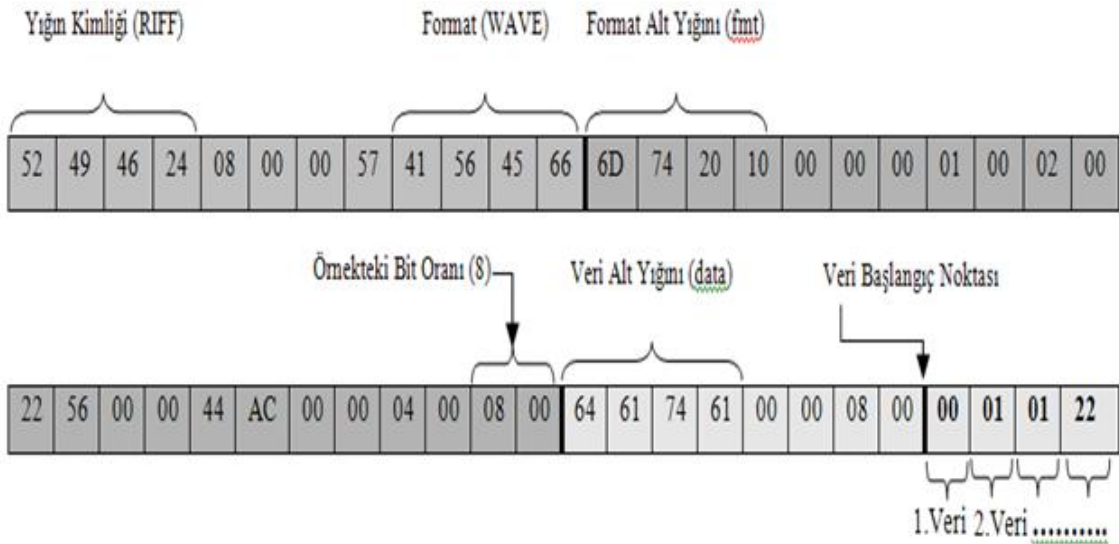 Yığın Kimliği (RIFF) Format (WAVE) Format Alt Yığını (fmt)
52 49 46 24 08 00 00 57 41 56 45 66 6D 74 20 10 00 00 00 01 00 02 00
Örnekteki Bit Oranı (8) Veri Alt Yığını (data) Veri Başlangıç Noktası
22 56 00 00 44 AC 00 00 04 00 08 00 64 61 74 61 00 00 08 00 00 01 01 22
1.Veri 2.Veri ..........